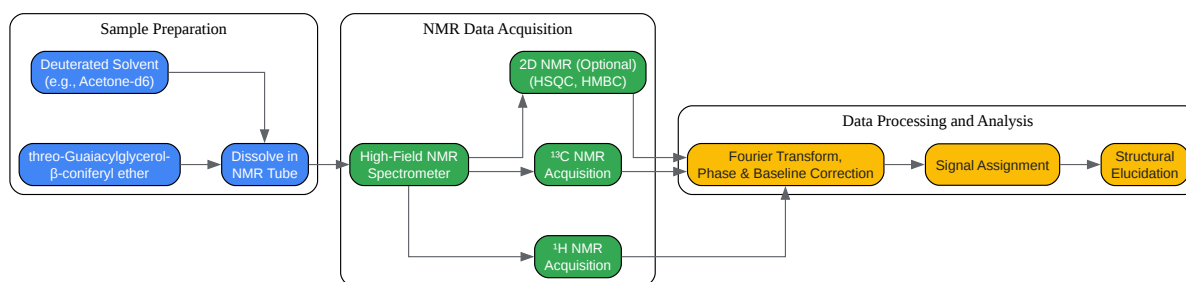 Sample Preparation
Deuterated Solvent
(e.g., Acetone-d6)
threo-Guaiacylglycerol-
β-coniferyl ether
Dissolve in
NMR Tube
NMR Data Acquisition
High-Field NMR
Spectrometer
2D NMR (Optional)
(HSQC, HMBC)
¹³C NMR
Acquisition
¹H NMR
Acquisition
Data Processing and Analysis
Fourier Transform,
Phase & Baseline Correction
Signal Assignment
Structural
Elucidation